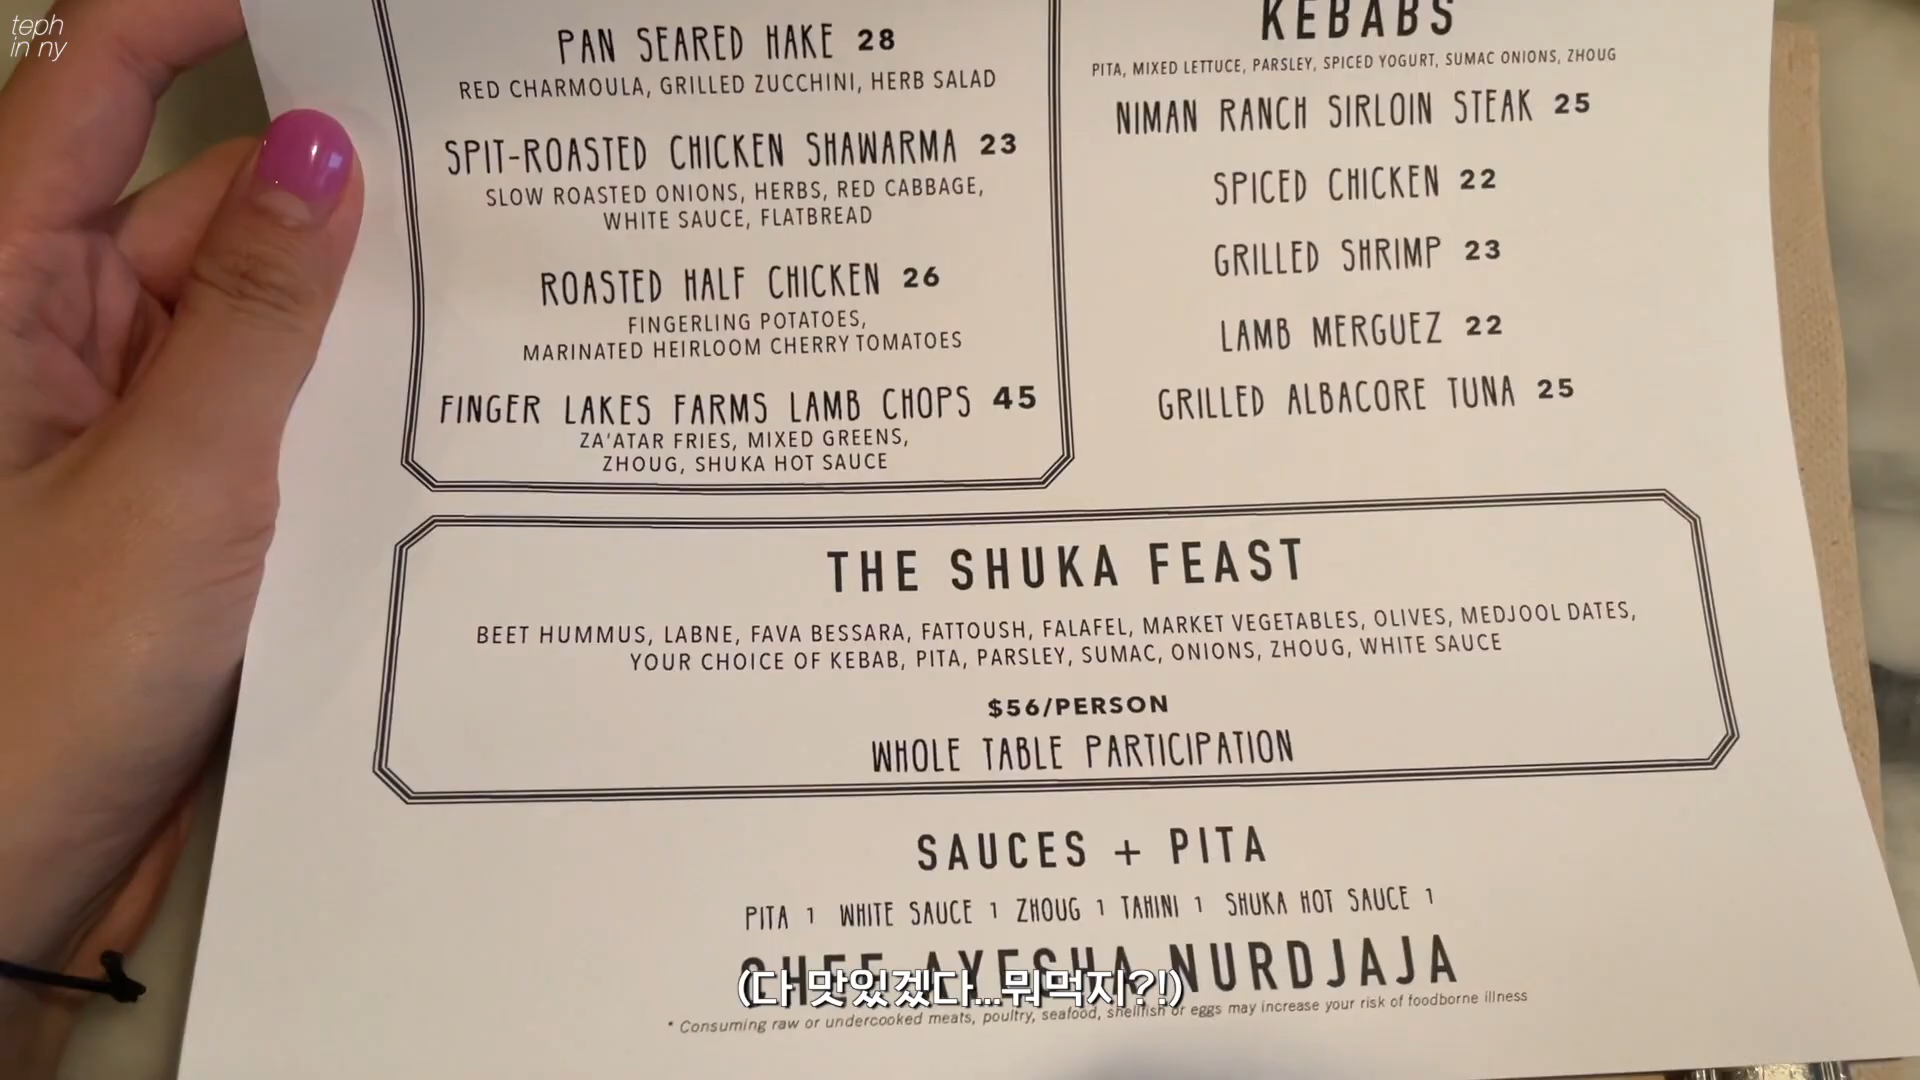 teph
in ny
PAN SEARED HAKE 28
RED CHARMOULA, GRILLED ZUCCHINI, HERB SALAD
SPIT-ROASTED CHICKEN SHAWARMA 23
SLOW ROASTED ONIONS, HERBS, RED CABBAGE,
WHITE SAUCE, FLATBREAD
ROASTED HALF CHICKEN 26
FINGERLING POTATOES,
MARINATED HEIRLOOM CHERRY TOMATOES
FINGER LAKES FARMS LAMB CHOPS 45
ZA'ATAR FRIES, MIXED GREENS,
ZHOUG, SHUKA HOT SAUCE
KEBABS
PITA, MIXED LETTUCE, PARSLEY, SPICED YOGURT, SUMAC ONIONS, ZHOUG
NIMAN RANCH SIRLOIN STEAK 25
SPICED CHICKEN 22
GRILLED SHRIMP 23
LAMB MERGUEZ 22
GRILLED ALBACORE TUNA 25
THE SHUKA FEAST
BEET HUMMUS, LABNE, FAVA BESSARA, FATTOUSH, FALAFEL, MARKET VEGETABLES, OLIVES, MEDJOOL DATES,
YOUR CHOICE OF KEBAB, PITA, PARSLEY, SUMAC, ONIONS, ZHOUG, WHITE SAUCE
$56/PERSON
WHOLE TABLE PARTICIPATION
SAUCES + PITA
PITA 1 WHITE SAUCE 1 ZHOUG 1 TAHINI 1 SHUKA HOT SAUCE 1
CHEF AYESHA NURDJAJA
(다 맛있겠다...뭐먹지?!)
* Consuming raw or undercooked meats, poultry, seafood, shellfish or eggs may increase your risk of foodborne illness